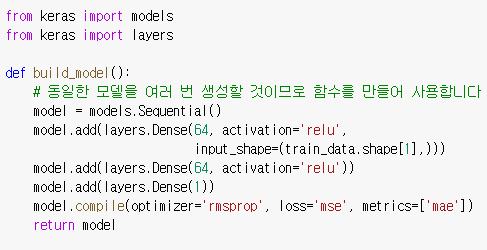 from keras import models
from keras import layers

def build_model():
    # 동일한 모델을 여러 번 생성할 것이므로 함수를 만들어 사용합니다
    model = models.Sequential()
    model.add(layers.Dense(64, activation='relu',
                           input_shape=(train_data.shape[1],)))
    model.add(layers.Dense(64, activation='relu'))
    model.add(layers.Dense(1))
    model.compile(optimizer='rmsprop', loss='mse', metrics=['mae'])
    return model